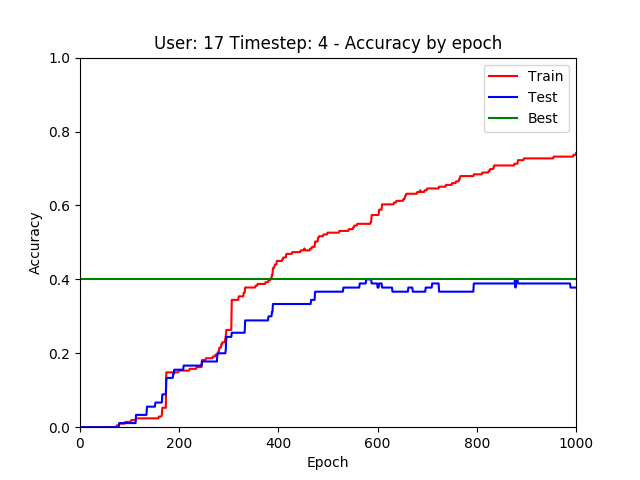 User: 17 Timestep: 4 - Accuracy by epoch
1.0
0.8
0.6
0.4
0.2
0.0
Accuracy
Train
Test
Best
0 200 400 600 800 1000
Epoch